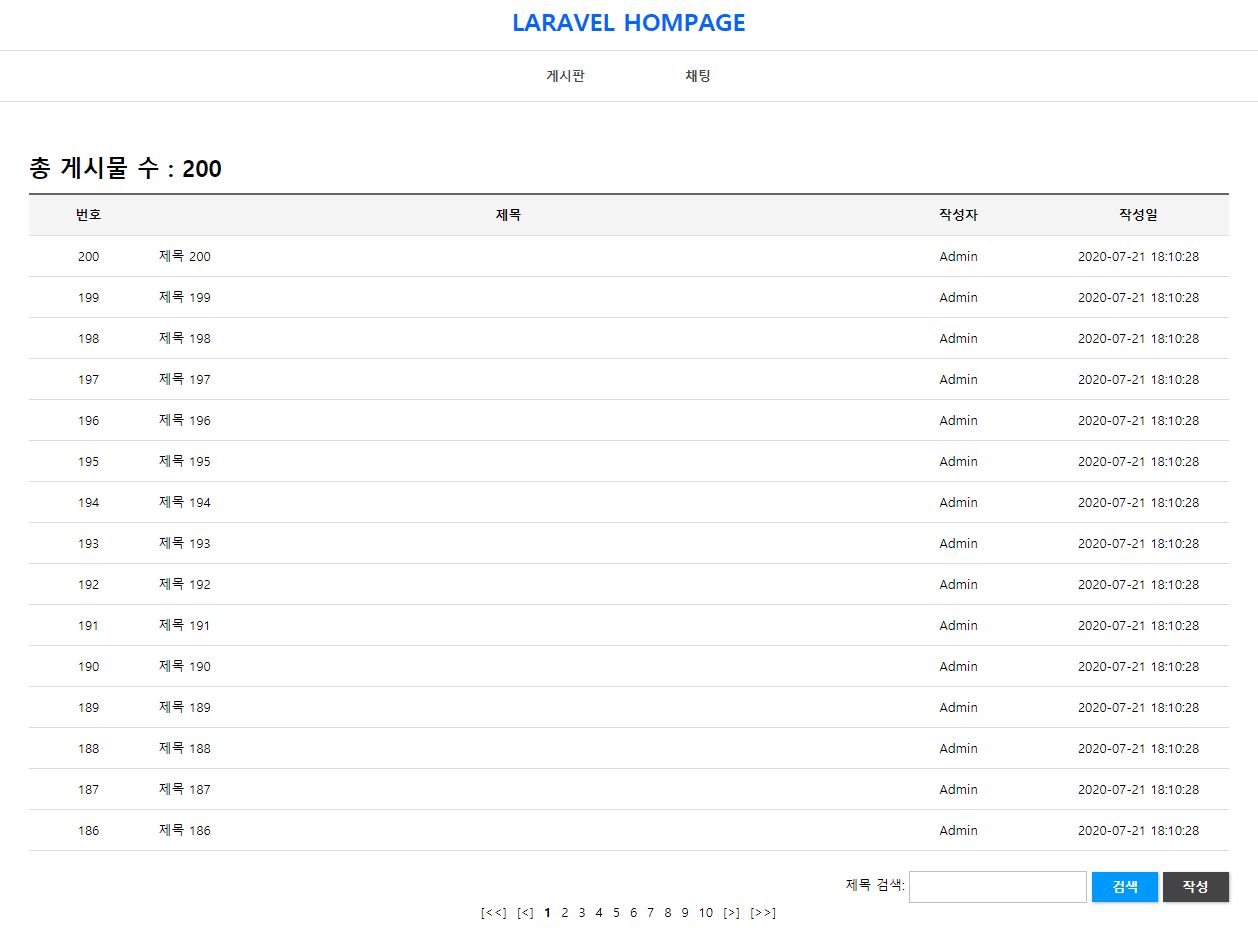 LARAVEL HOMPAGE
게시판 채팅
총 게시물 수 : 200
번호 제목 작성자 작성일
200 제목 200 Admin 2020-07-21 18:10:28
199 제목 199 Admin 2020-07-21 18:10:28
198 제목 198 Admin 2020-07-21 18:10:28
197 제목 197 Admin 2020-07-21 18:10:28
196 제목 196 Admin 2020-07-21 18:10:28
195 제목 195 Admin 2020-07-21 18:10:28
194 제목 194 Admin 2020-07-21 18:10:28
193 제목 193 Admin 2020-07-21 18:10:28
192 제목 192 Admin 2020-07-21 18:10:28
191 제목 191 Admin 2020-07-21 18:10:28
190 제목 190 Admin 2020-07-21 18:10:28
189 제목 189 Admin 2020-07-21 18:10:28
188 제목 188 Admin 2020-07-21 18:10:28
187 제목 187 Admin 2020-07-21 18:10:28
186 제목 186 Admin 2020-07-21 18:10:28
제목 검색: 검색 작성
[<<] [<] 1 2 3 4 5 6 7 8 9 10 [>] [>>]